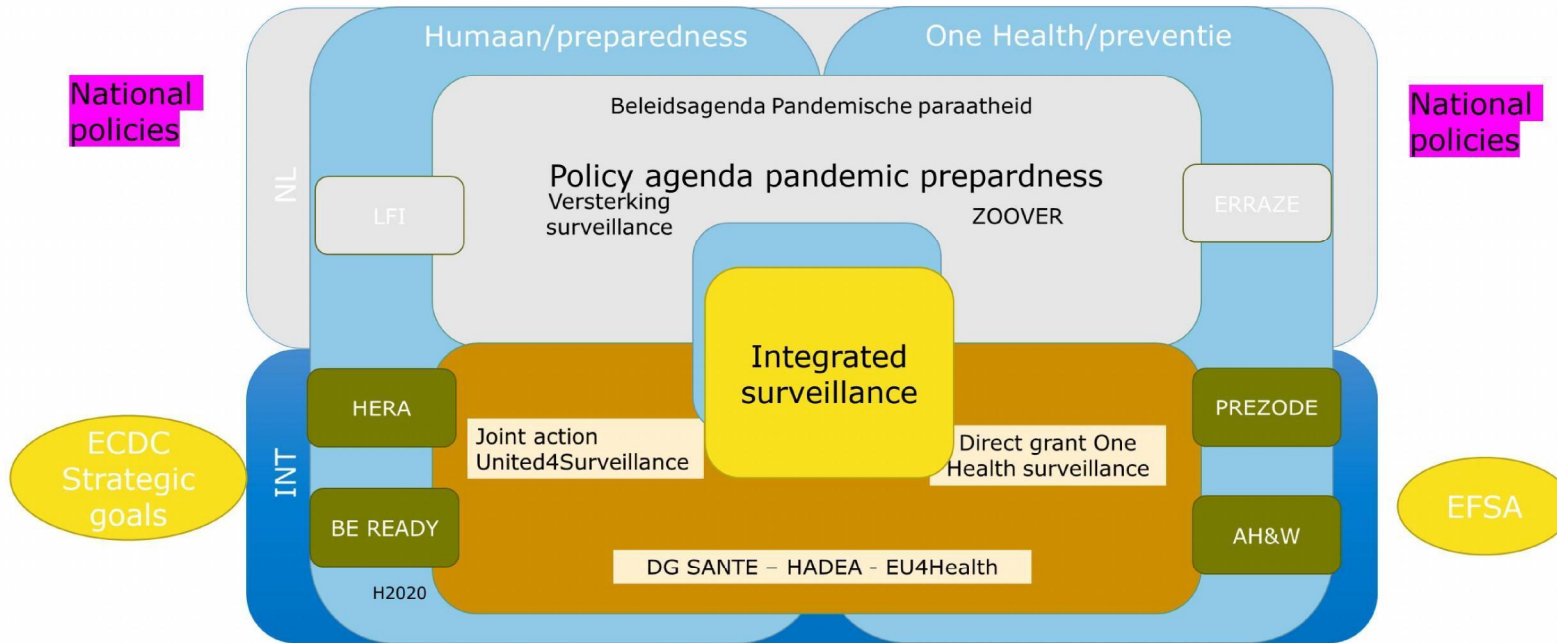 Humaan/preparedness
One Health/preventie
National
policies
National
policies
Beleidsagenda Pandemische paraatheid
Policy agenda pandemic prepardness
NL
LFI
Versterking
surveillance
ZOOVER
ERRAZE
Integrated
surveillance
HERA
PREZODE
Joint action
United4Surveillance
Direct grant One
Health surveillance
ECDC
Strategic
goals
INT
EFSA
BE READY
AH&W
DG SANTE – HADEA - EU4Health
H2020